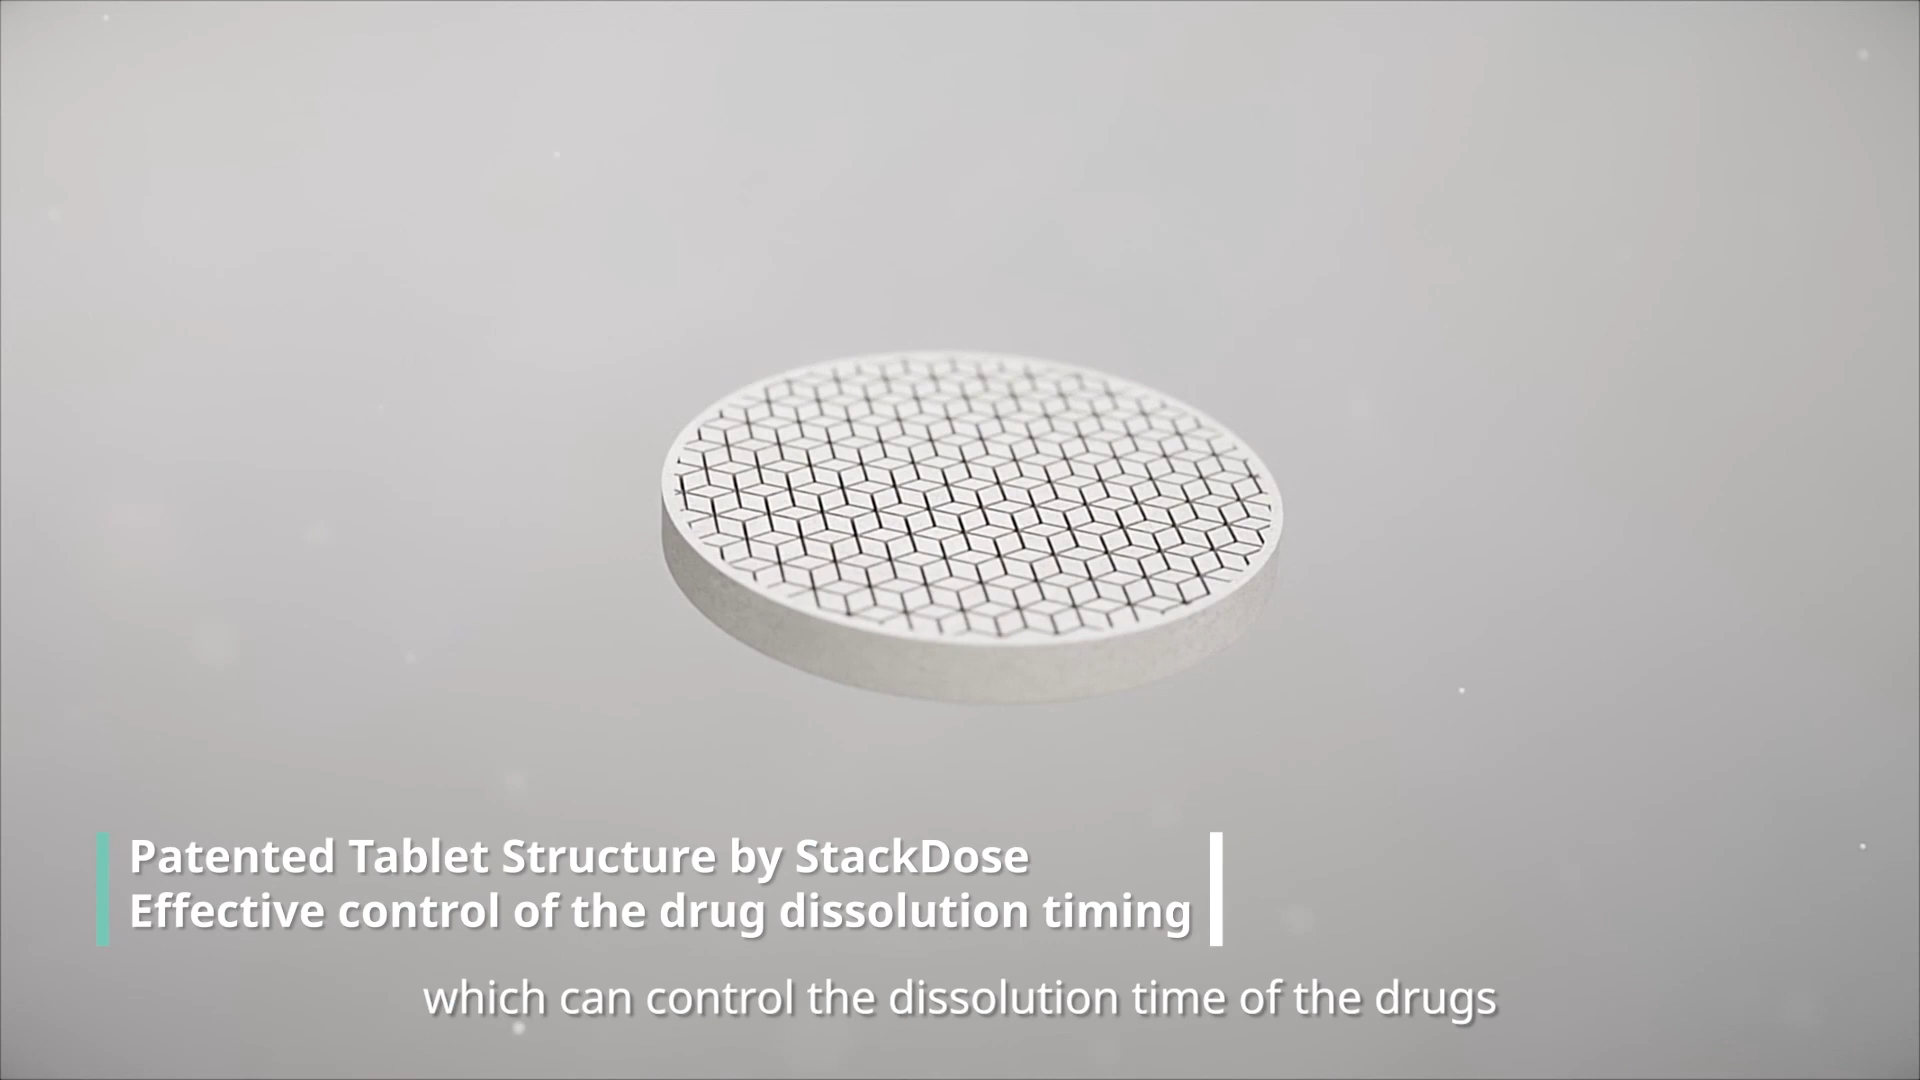 Patented Tablet Structure by StackDose
Effective control of the drug dissolution timing
which can control the dissolution time of the drugs